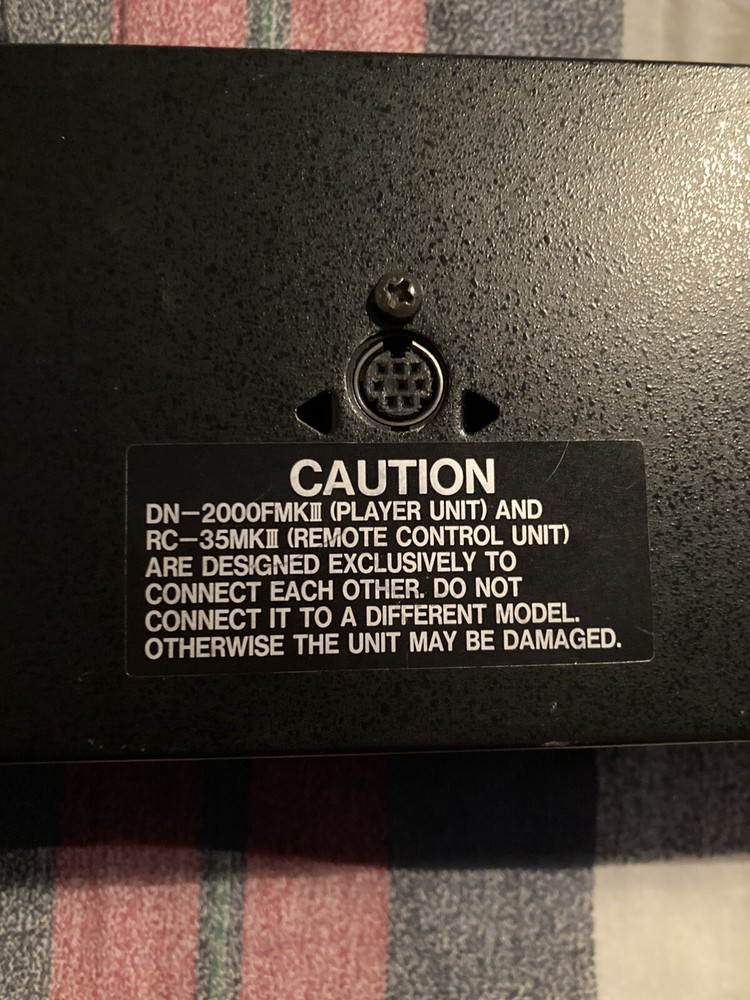 CAUTION
DN-2000FMKⅢ (PLAYER UNIT) AND
RC-35MKⅢ (REMOTE CONTROL UNIT)
ARE DESIGNED EXCLUSIVELY TO
CONNECT EACH OTHER. DO NOT
CONNECT IT TO A DIFFERENT MODEL.
OTHERWISE THE UNIT MAY BE DAMAGED.